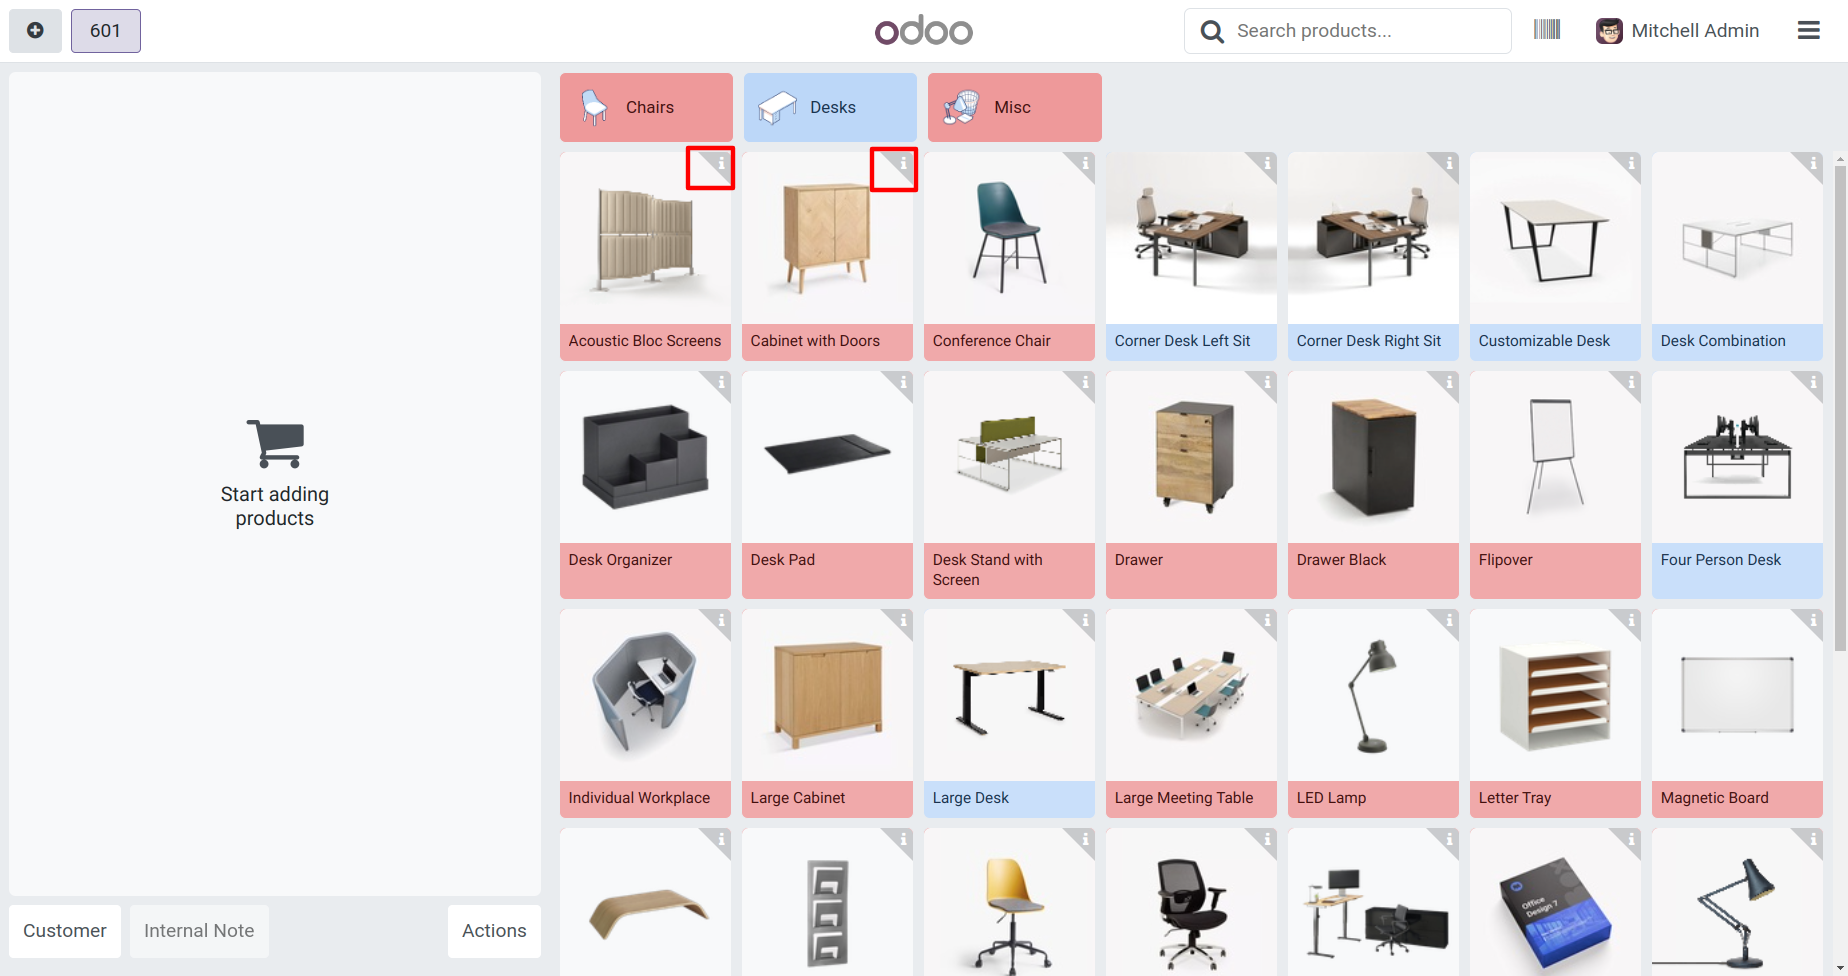 601
odoo
Search products...
Mitchell Admin
Chairs
Desks
Misc
Acoustic Bloc Screens
Cabinet with Doors
Conference Chair
Corner Desk Left Sit
Corner Desk Right Sit
Customizable Desk
Desk Combination
Start adding
products
Desk Organizer
Desk Pad
Desk Stand with
Screen
Drawer
Drawer Black
Flipover
Four Person Desk
Individual Workplace
Large Cabinet
Large Desk
Large Meeting Table
LED Lamp
Letter Tray
Magnetic Board
Office
Design 7
Customer
Internal Note
Actions